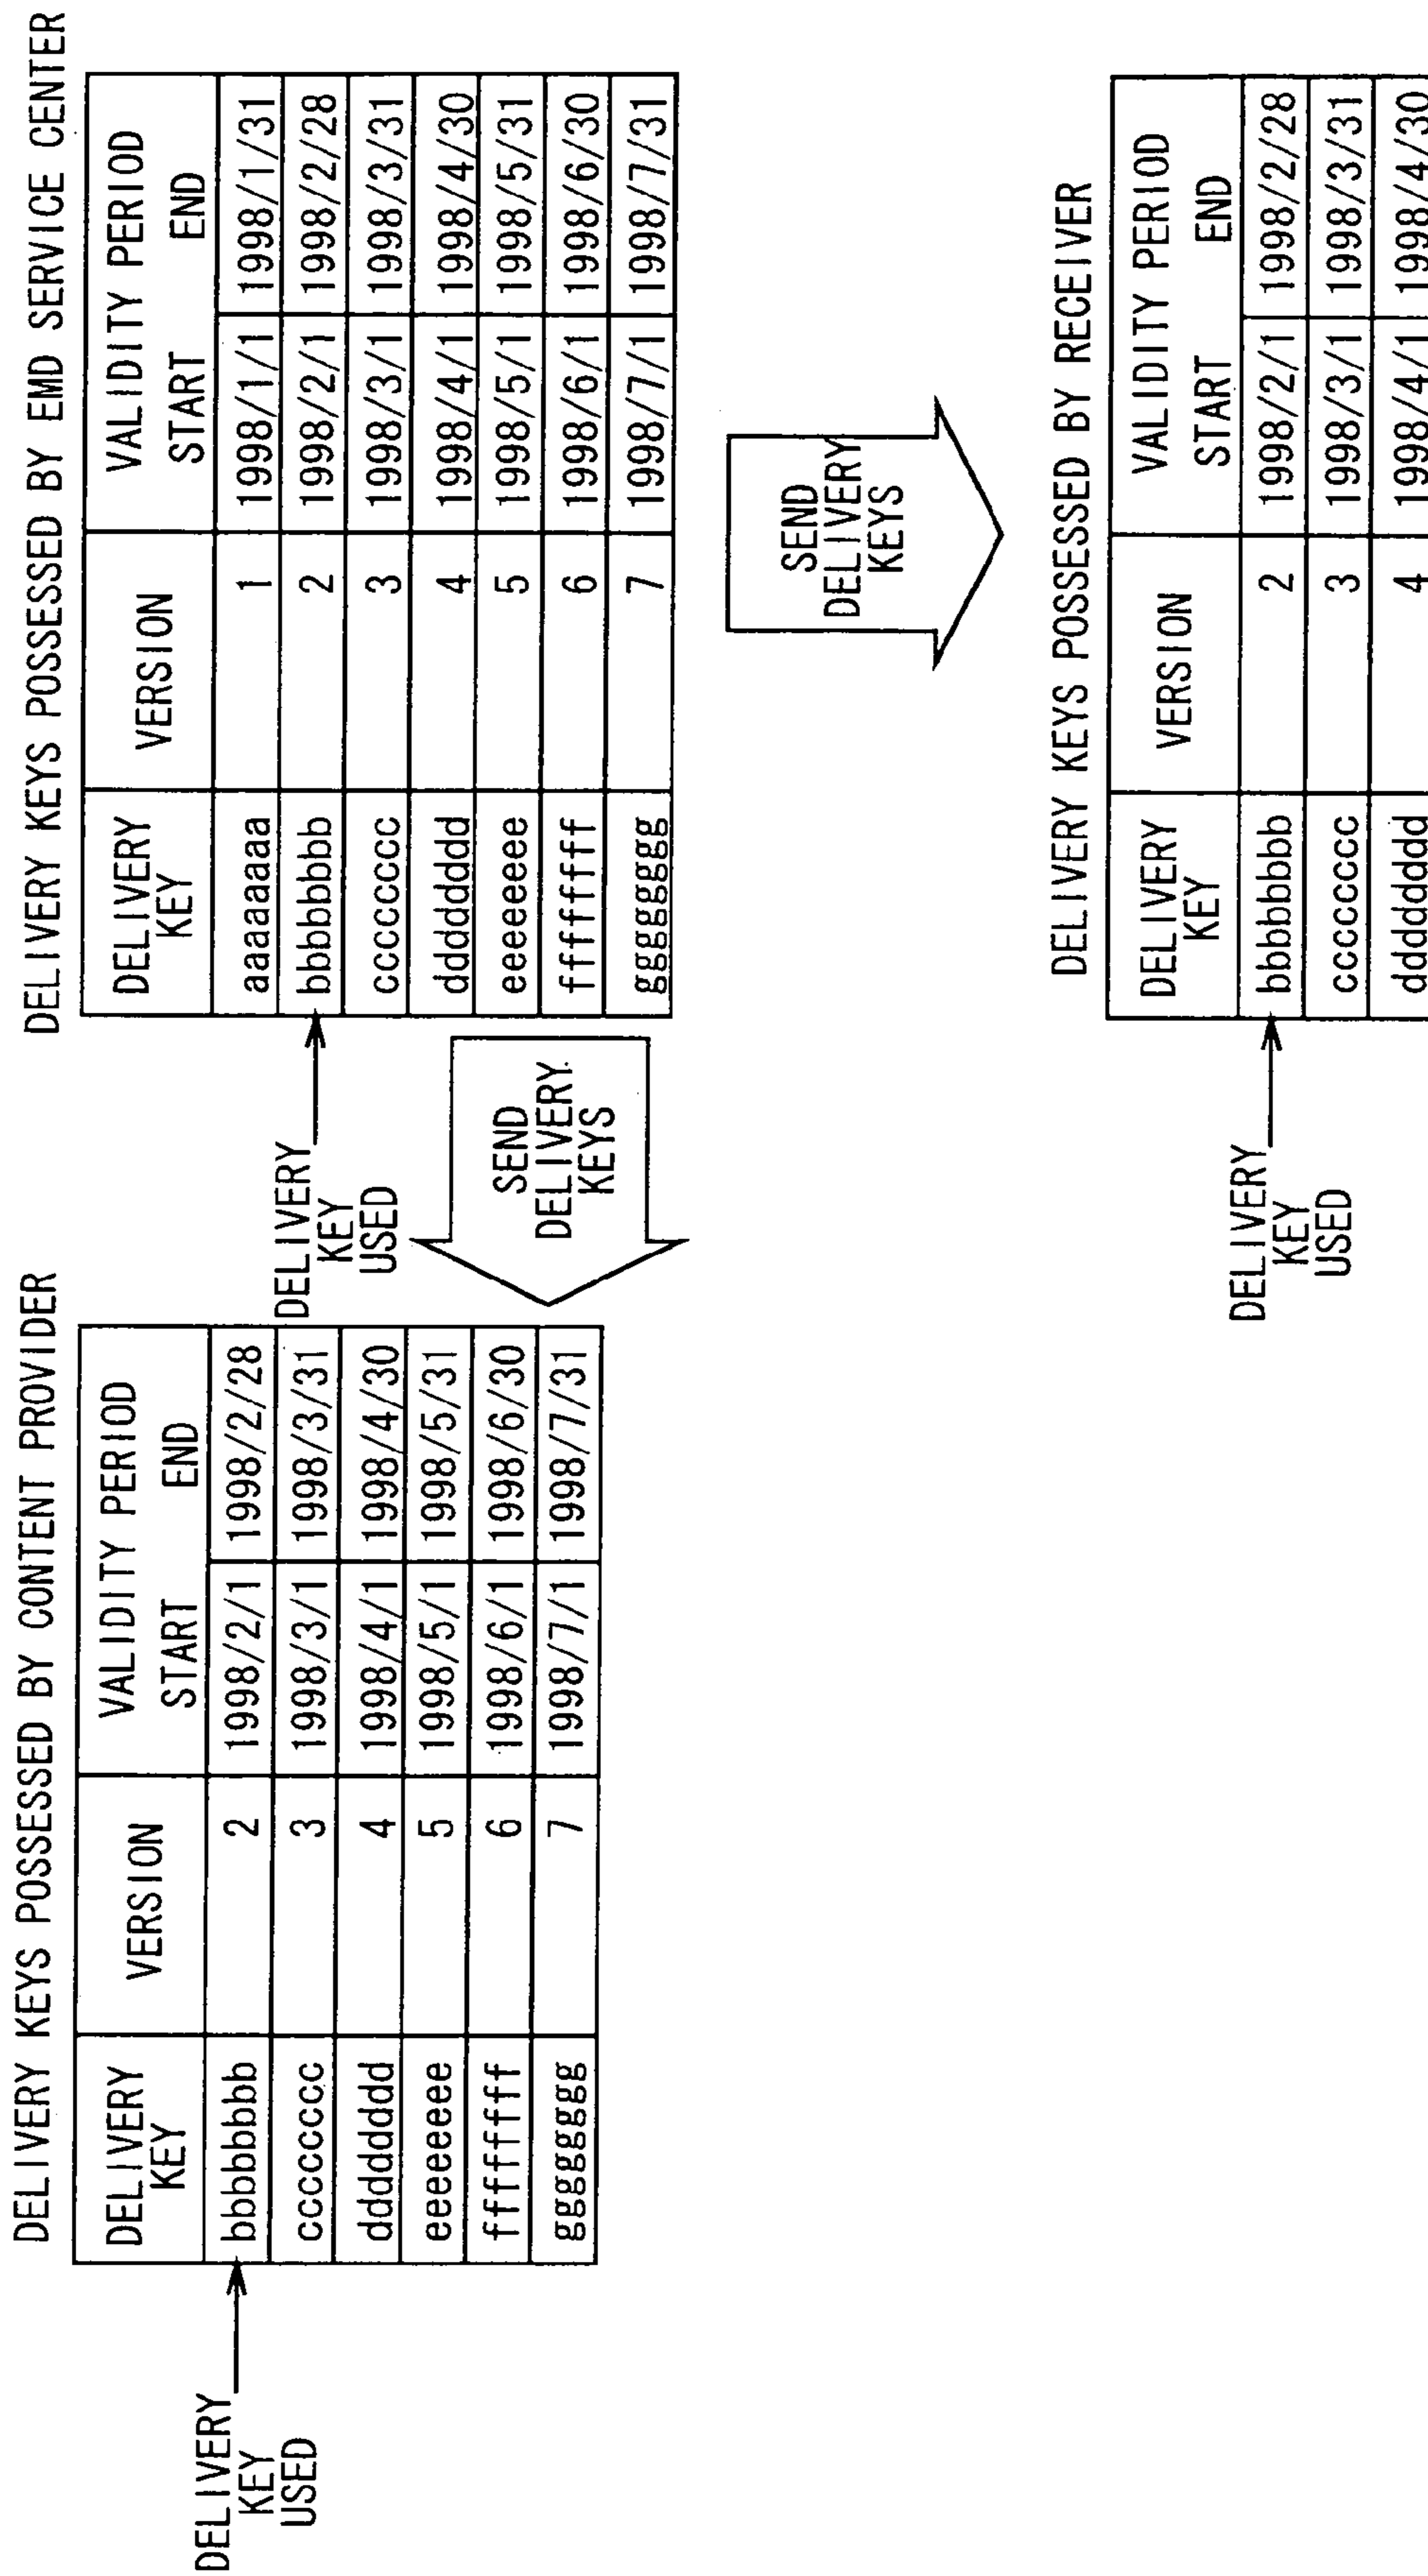 DELIVERY KEYS POSSESSED BY CONTENT PROVIDER
DELIVERY KEY VERSION VALIDITY PERIOD
START END
bbbbbbbb 2 1998/2/1 1998/2/28
cccccccc 3 1998/3/1 1998/3/31
dddddddd 4 1998/4/1 1998/4/30
eeeeeeee 5 1998/5/1 1998/5/31
ffffffff 6 1998/6/1 1998/6/30
gggggggg 7 1998/7/1 1998/7/31
DELIVERY
KEY
USED
DELIVERY KEYS POSSESSED BY EMD SERVICE CENTER
DELIVERY KEY VERSION VALIDITY PERIOD
START END
aaaaaaaa 1 1998/1/1 1998/1/31
bbbbbbbb 2 1998/2/1 1998/2/28
cccccccc 3 1998/3/1 1998/3/31
dddddddd 4 1998/4/1 1998/4/30
eeeeeeee 5 1998/5/1 1998/5/31
ffffffff 6 1998/6/1 1998/6/30
gggggggg 7 1998/7/1 1998/7/31
DELIVERY
KEY
USED
SEND
DELIVERY
KEYS
SEND
DELIVERY
KEYS
DELIVERY KEYS POSSESSED BY RECEIVER
DELIVERY KEY VERSION VALIDITY PERIOD
START END
bbbbbbbb 2 1998/2/1 1998/2/28
cccccccc 3 1998/3/1 1998/3/31
dddddddd 4 1998/4/1 1998/4/30
DELIVERY
KEY
USED